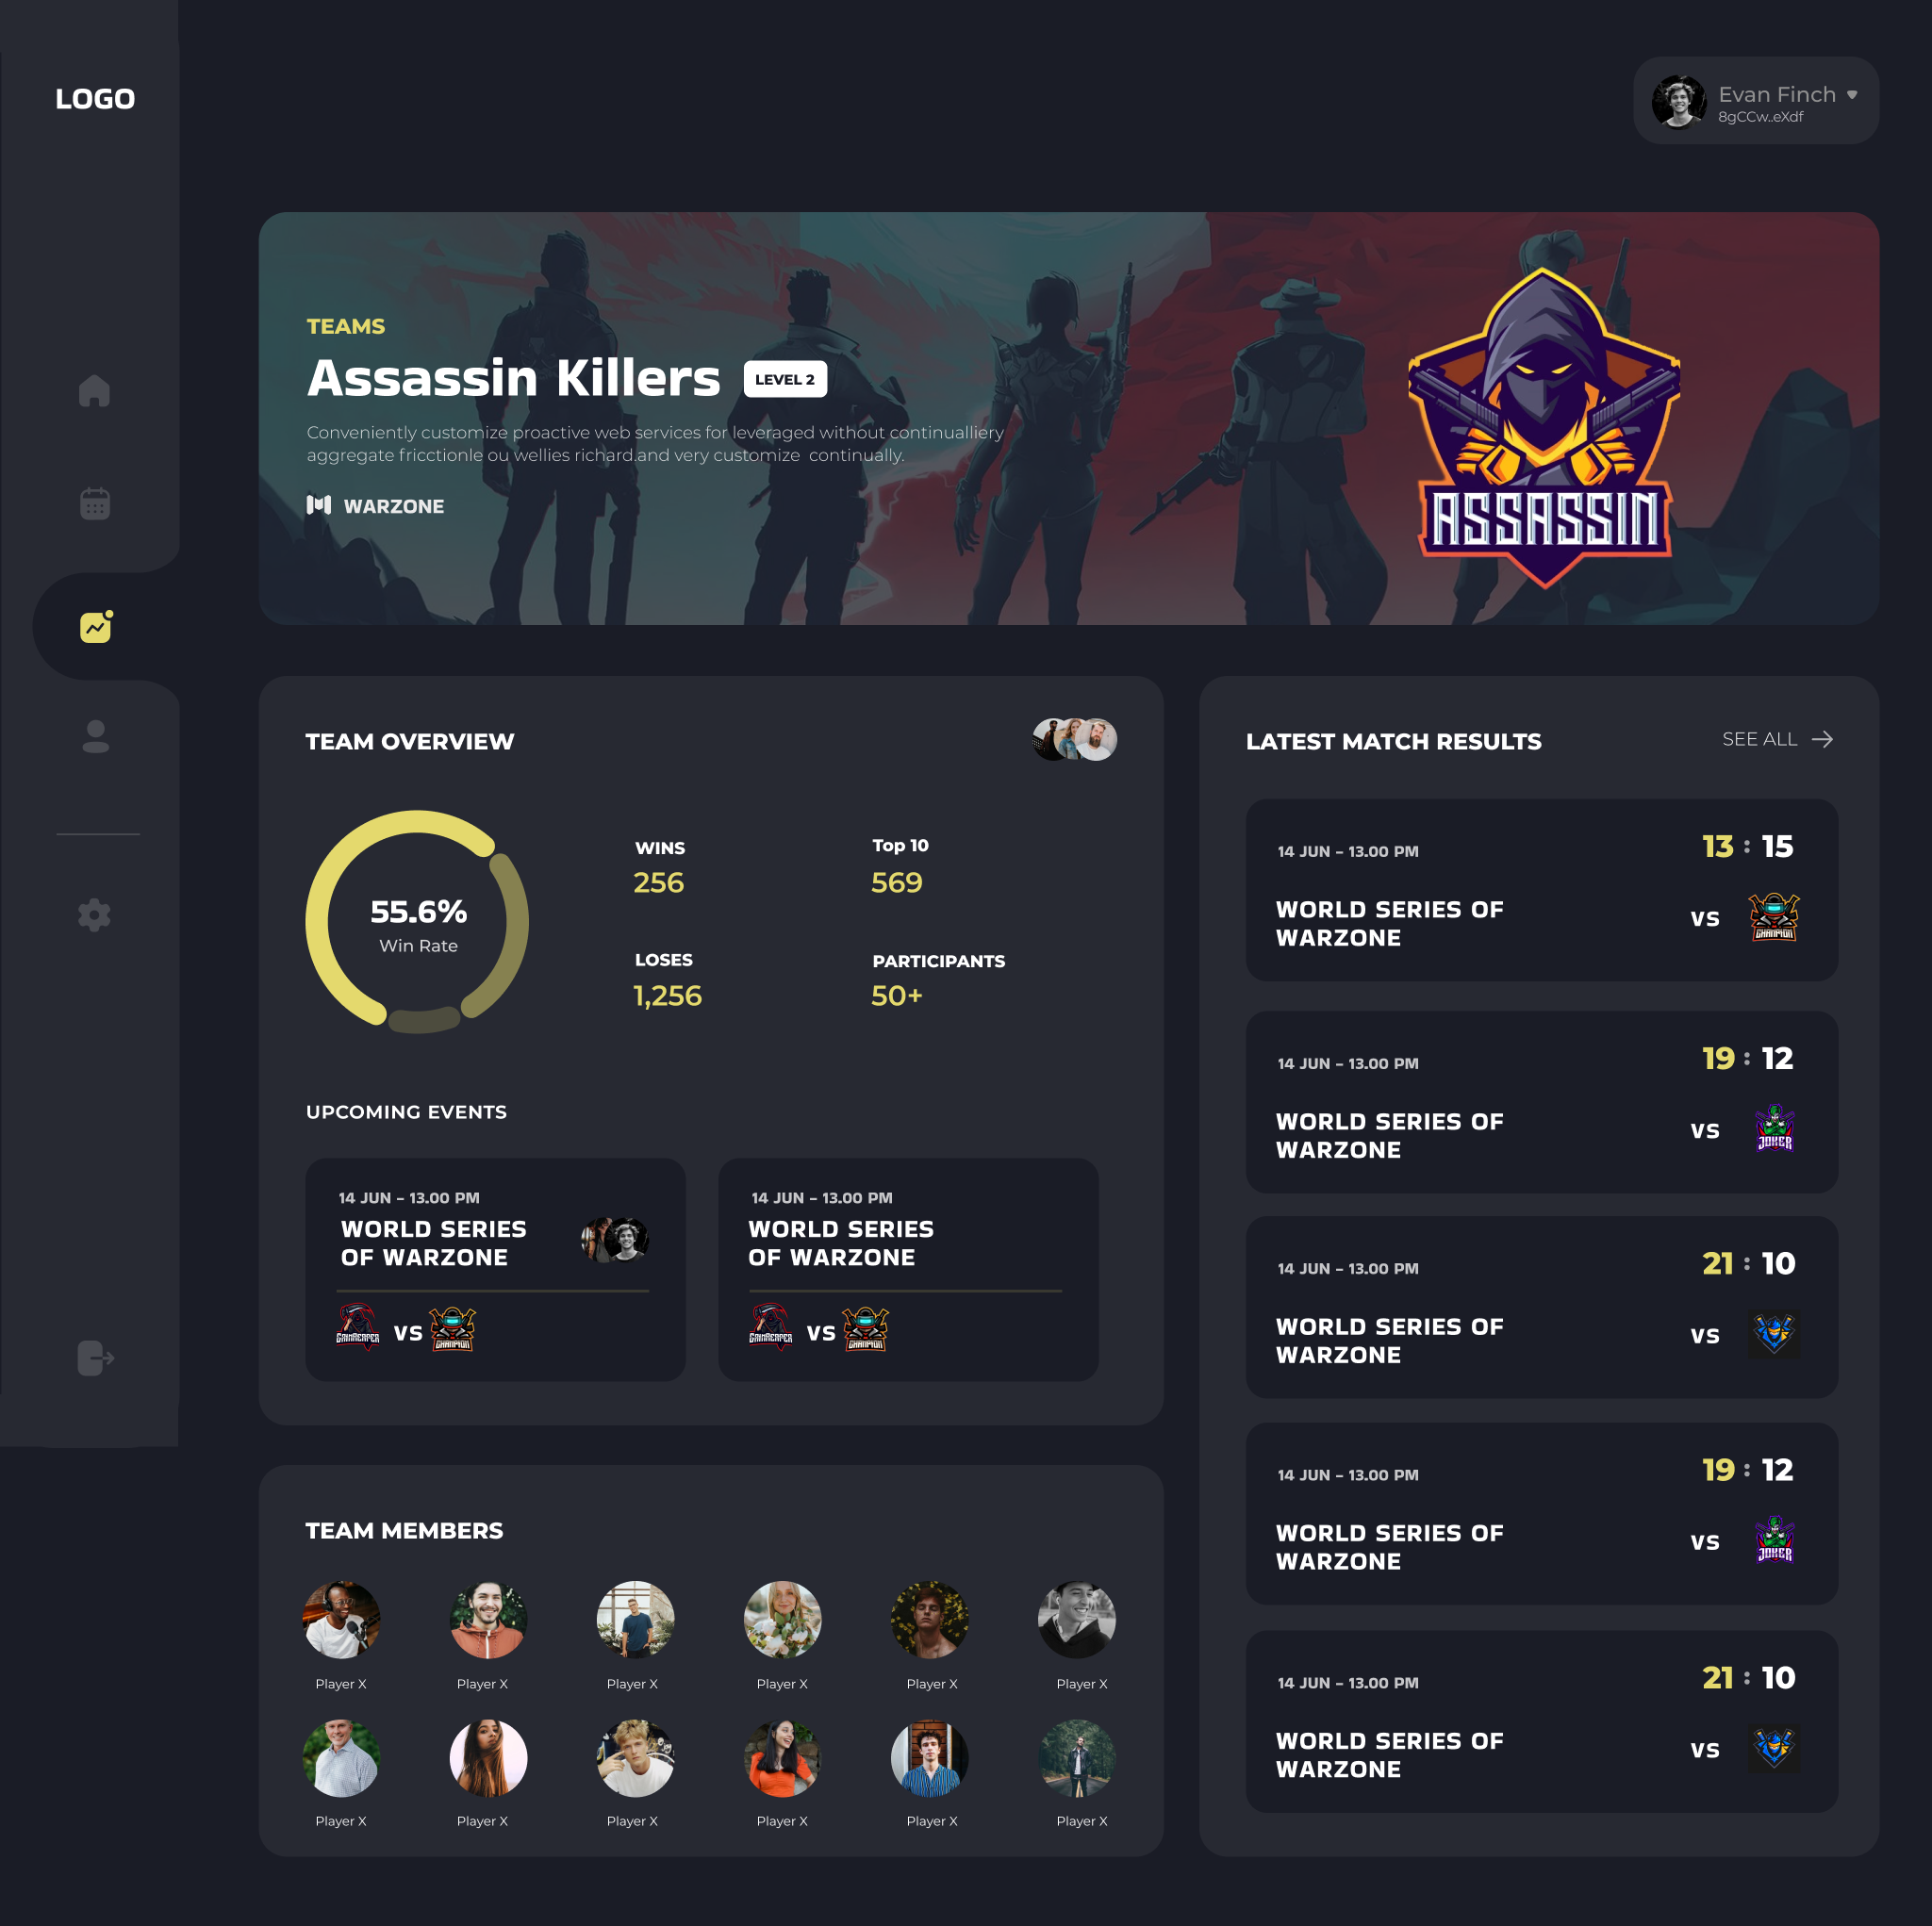 LOGO
Evan Finch
8gCCw..eXdf
TEAMS
Assassin Killers
LEVEL 2
Conveniently customize proactive web services for leveraged without continualliery
aggregate fricctionle ou wellies richard.and very customize continually.
WARZONE
ASSASSIN
TEAM OVERVIEW
55.6%
Win Rate
WINS
256
Top 10
569
LOSES
1,256
PARTICIPANTS
50+
UPCOMING EVENTS
14 JUN - 13.00 PM
WORLD SERIES
OF WARZONE
GRIMREAPER
VS
CHAMPION
14 JUN - 13.00 PM
WORLD SERIES
OF WARZONE
GRIMREAPER
VS
CHAMPION
TEAM MEMBERS
Player X
Player X
Player X
Player X
Player X
Player X
Player X
Player X
Player X
Player X
Player X
Player X
LATEST MATCH RESULTS
SEE ALL
14 JUN - 13.00 PM
13 : 15
WORLD SERIES OF
WARZONE
VS
CHAMPION
14 JUN - 13.00 PM
19 : 12
WORLD SERIES OF
WARZONE
VS
JOKER
14 JUN - 13.00 PM
21 : 10
WORLD SERIES OF
WARZONE
VS
14 JUN - 13.00 PM
19 : 12
WORLD SERIES OF
WARZONE
VS
JOKER
14 JUN - 13.00 PM
21 : 10
WORLD SERIES OF
WARZONE
VS